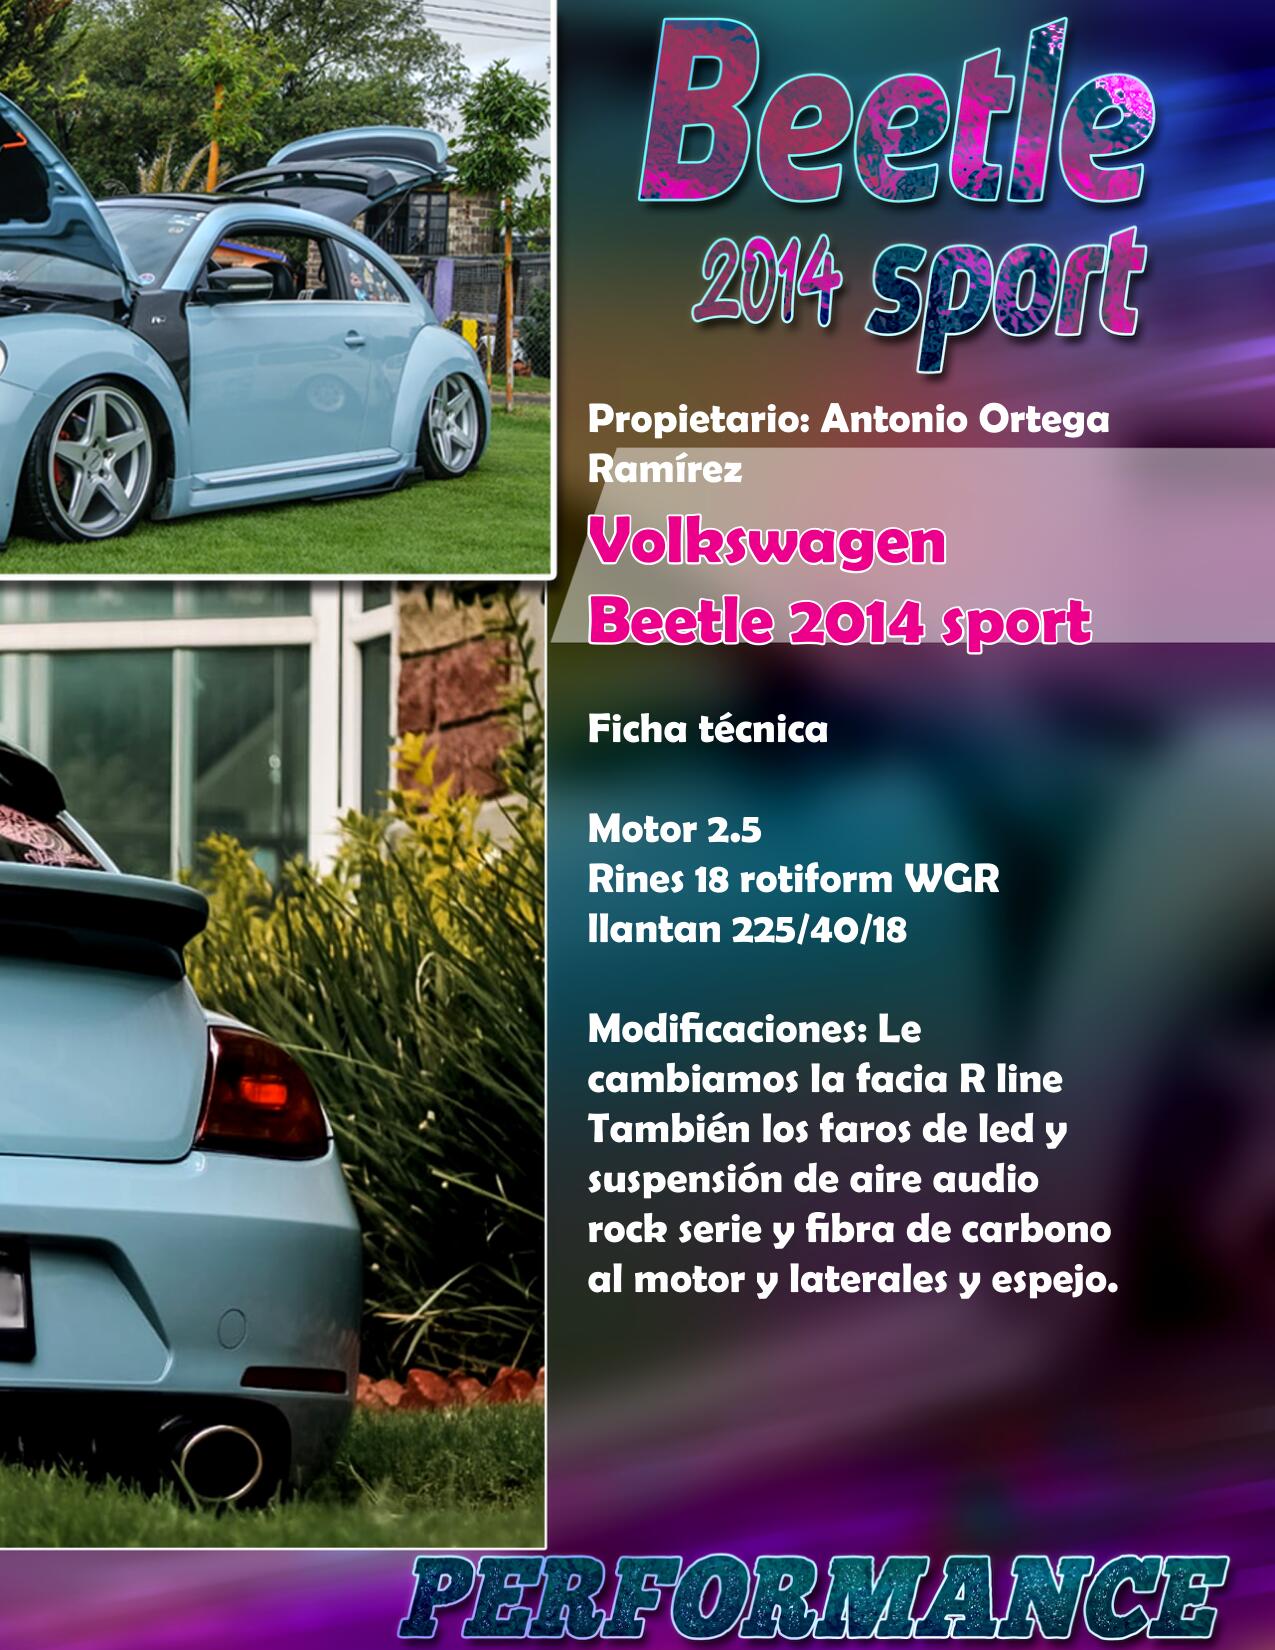 Beetle
2014 sport
Propietario: Antonio Ortega
Ramírez
Volkswagen
Beetle 2014 sport
Ficha técnica
Motor 2.5
Rines 18 rotiform WGR
llantan 225/40/18
Modificaciones: Le
cambiamos la facia R line
También los faros de led y
suspensión de aire audio
rock serie y fibra de carbono
al motor y laterales y espejo.
PERFORMANCE